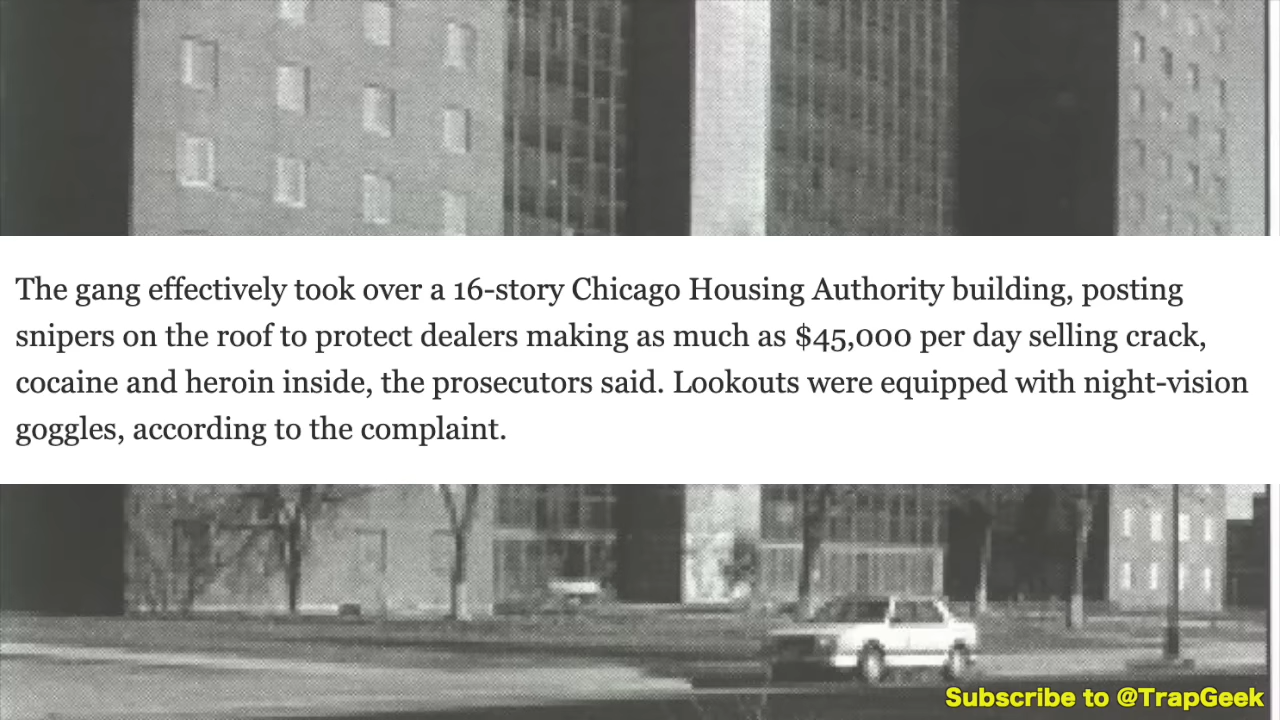 The gang effectively took over a 16-story Chicago Housing Authority building, posting
snipers on the roof to protect dealers making as much as $45,000 per day selling crack,
cocaine and heroin inside, the prosecutors said. Lookouts were equipped with night-vision
goggles, according to the complaint.
Subscribe to @TrapGeek